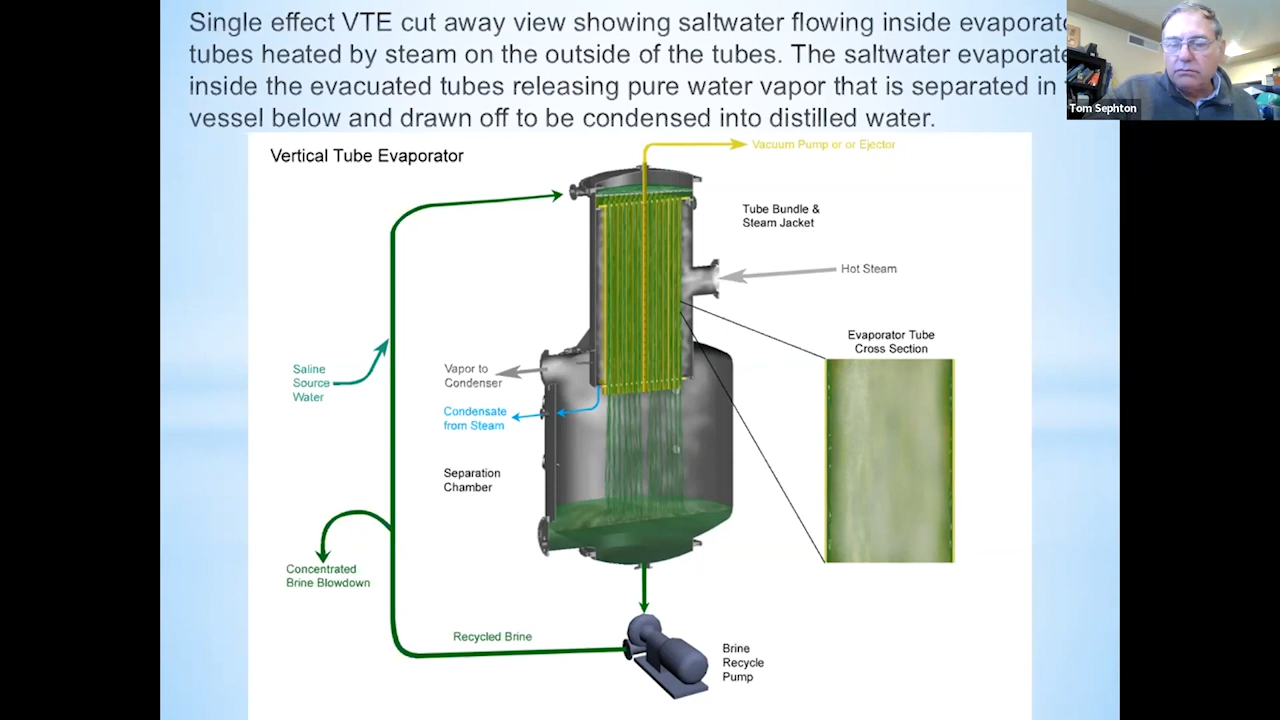 Single effect VTE cut away view showing saltwater flowing inside
tubes heated by steam on the outside of the tubes. The saltwater
inside the evacuated tubes releasing pure water vapor that is separated in
vessel below and drawn off to be condensed into distilled water.
Tom Sephton
Vertical Tube Evaporator
Vacuum Pump or or Ejector
Tube Bundle &
Steam Jacket
Hot Steam
Evaporator Tube
Cross Section
Saline
Source
Water
Vapor to
Condenser
Condensate
from Steam
Separation
Chamber
Concentrated
Brine Blowdown
Recycled Brine
Brine
Recycle
Pump